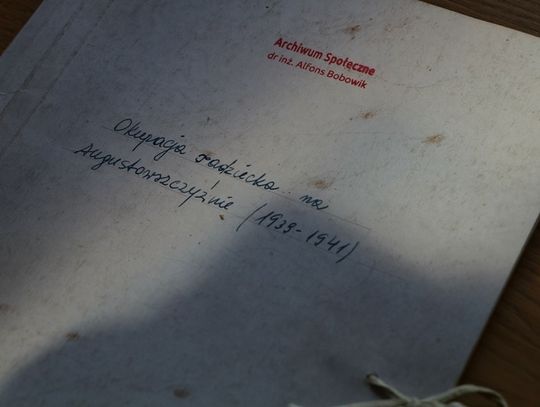 Archiwum Społeczne
dr inż. Alfons Bobowik
Okupacja radziecka na
Augustowszczyźnie (1939-1941)